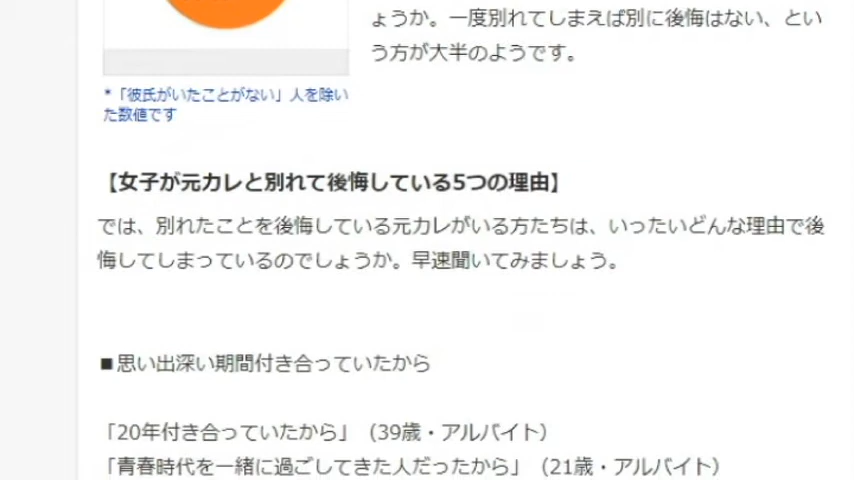 ょうか。一度別れてしまえば別に後悔はない、とい
う方が大半のようです。
*「彼氏がいたことがない」人を除い
た数値です
【女子が元カレと別れて後悔している5つの理由】
では、別れたことを後悔している元カレがいる方たちは、いったいどんな理由で後
悔してしまっているのでしょうか。早速聞いてみましょう。
■思い出深い期間付き合っていたから
「20年付き合っていたから」（39歳・アルバイト）
「青春時代を一緒に過ごしてきた人だったから」（21歳・アルバイト）